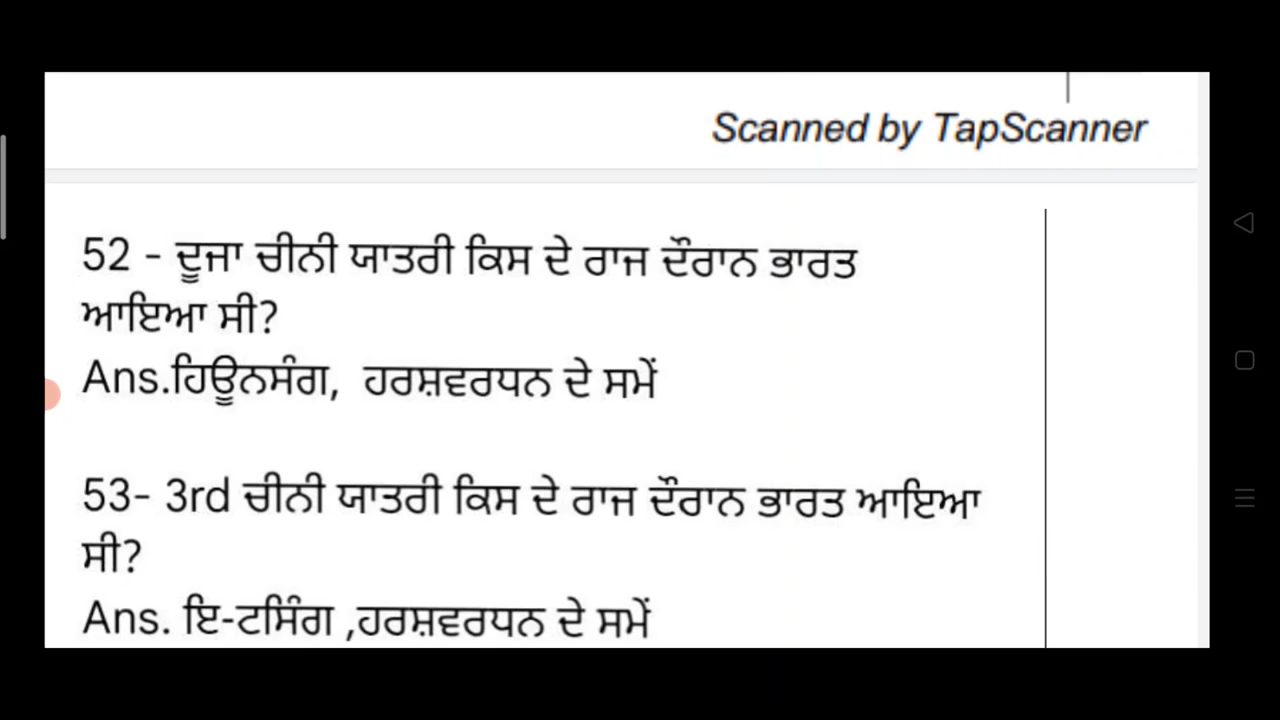 Scanned by TapScanner
52 - ਦੂਜਾ ਚੀਨੀ ਯਾਤਰੀ ਕਿਸ ਦੇ ਰਾਜ ਦੌਰਾਨ ਭਾਰਤ
ਆਇਆ ਸੀ?
Ans.ਹਿਊਨਸੰਗ, ਹਰਸ਼ਵਰਧਨ ਦੇ ਸਮੇਂ
53- 3rd ਚੀਨੀ ਯਾਤਰੀ ਕਿਸ ਦੇ ਰਾਜ ਦੌਰਾਨ ਭਾਰਤ ਆਇਆ
ਸੀ?
Ans. ਇ-ਟਸਿੰਗ ,ਹਰਸ਼ਵਰਧਨ ਦੇ ਸਮੇਂ